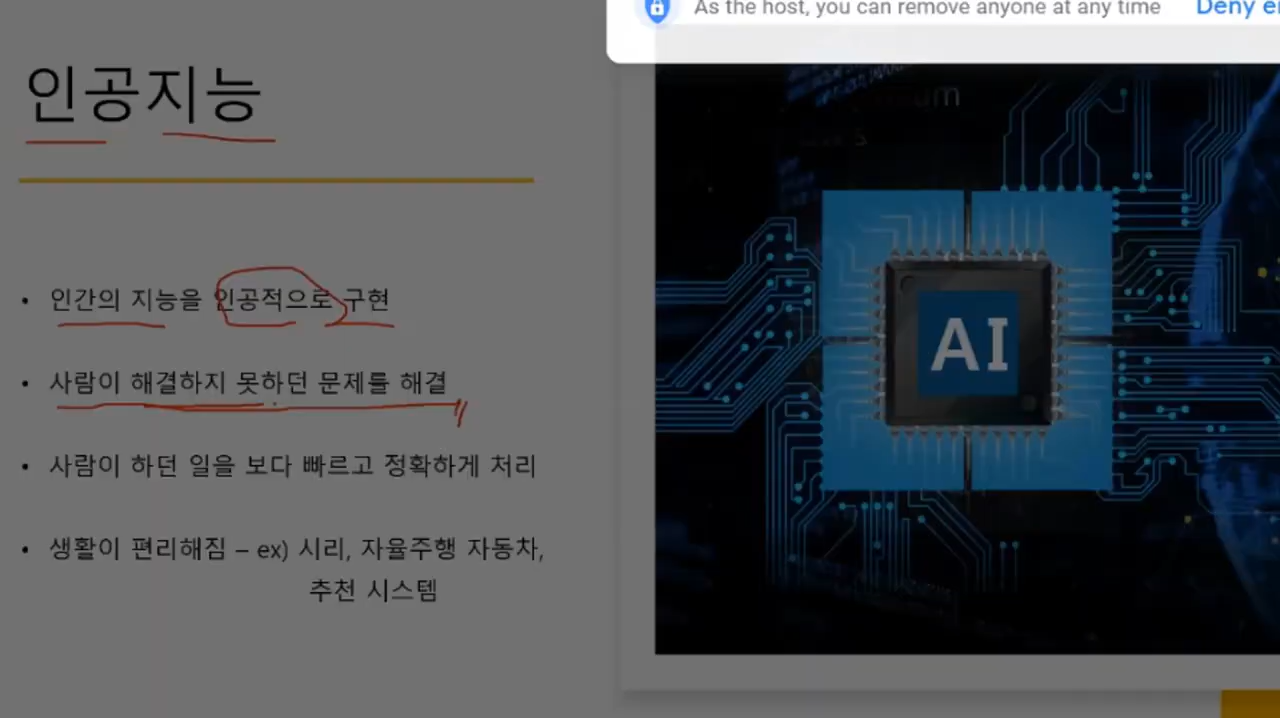 As the host, you can remove anyone at any time Deny
인공지능
• 인간의 지능을 인공적으로 구현
• 사람이 해결하지 못하던 문제를 해결
• 사람이 하던 일을 보다 빠르고 정확하게 처리
• 생활이 편리해짐 – ex) 시리, 자율주행 자동차,
추천 시스템
AI